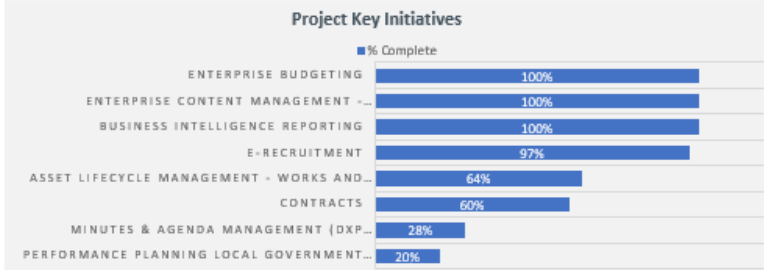 Project Key Initiatives
% Complete
ENTERPRISE BUDGETING 100%
ENTERPRISE CONTENT MANAGEMENT -... 100%
BUSINESS INTELLIGENCE REPORTING 100%
E-RECRUITMENT 97%
ASSET LIFECYCLE MANAGEMENT - WORKS AND... 64%
CONTRACTS 60%
MINUTES & AGENDA MANAGEMENT (DXP... 28%
PERFORMANCE PLANNING LOCAL GOVERNMENT... 20%